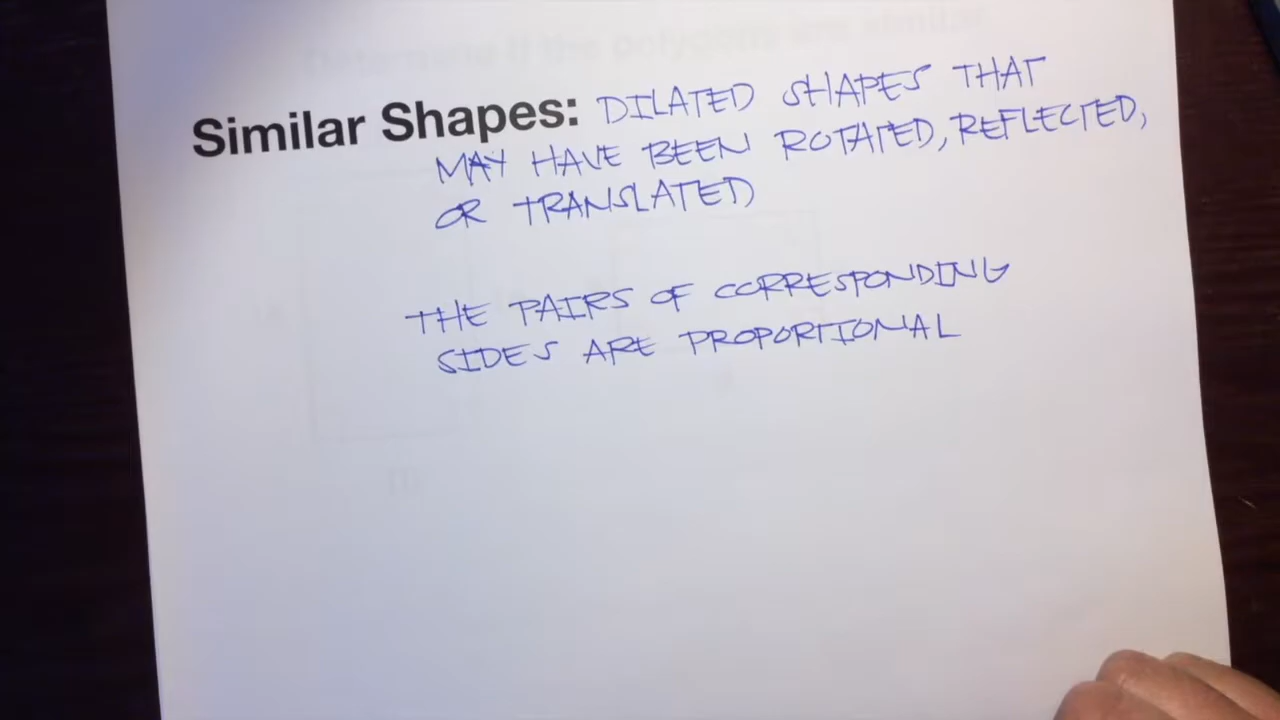 Similar Shapes: DILATED SHAPES THAT
MAY HAVE BEEN ROTATED, REFLECTED,
OR TRANSLATED
THE PAIRS OF CORRESPONDING
SIDES ARE PROPORTIONAL